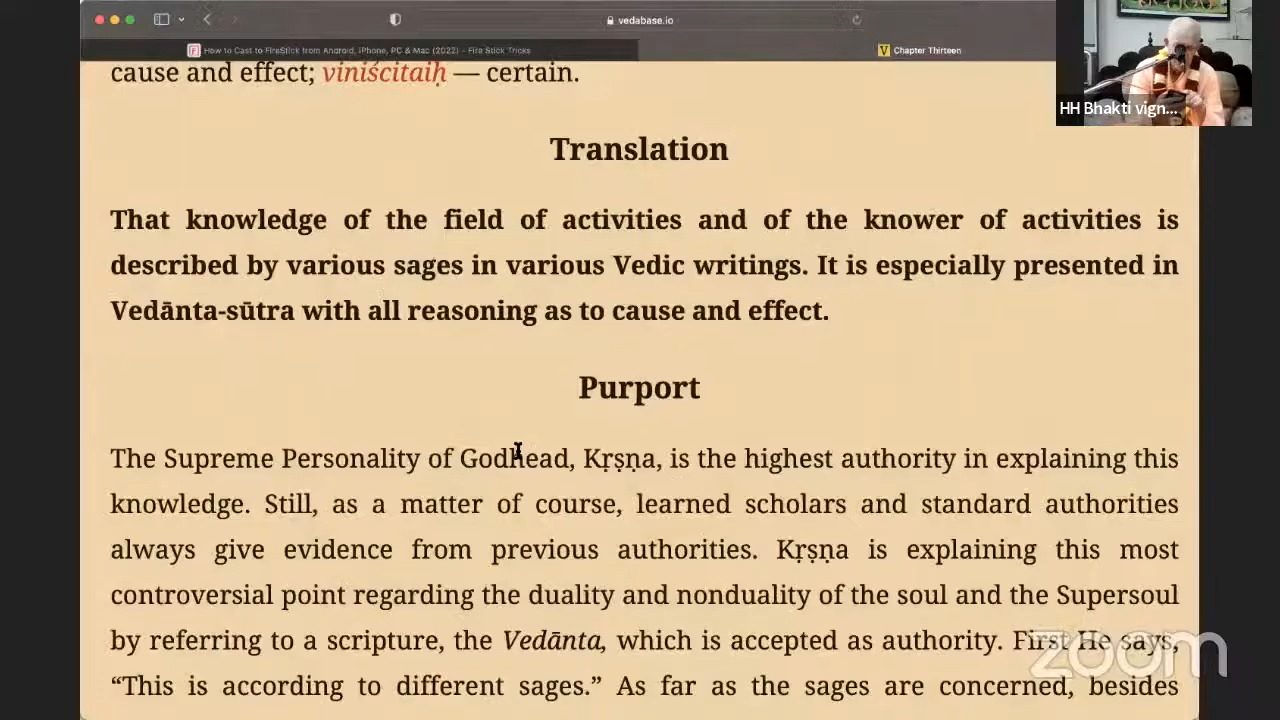 vedabase.io
How to Cast to FireStick from Android, iPhone, PC & Mac (2022) - Fire Stick Tricks
Chapter Thirteen
HH Bhakti vign...
cause and effect; viniścitaiḥ — certain.
Translation
That knowledge of the field of activities and of the knower of activities is
described by various sages in various Vedic writings. It is especially presented in
Vedānta-sūtra with all reasoning as to cause and effect.
Purport
The Supreme Personality of Godhead, Kṛṣṇa, is the highest authority in explaining this
knowledge. Still, as a matter of course, learned scholars and standard authorities
always give evidence from previous authorities. Kṛṣṇa is explaining this most
controversial point regarding the duality and nonduality of the soul and the Supersoul
by referring to a scripture, the Vedānta, which is accepted as authority. First He says,
“This is according to different sages.” As far as the sages are concerned, besides
zoom